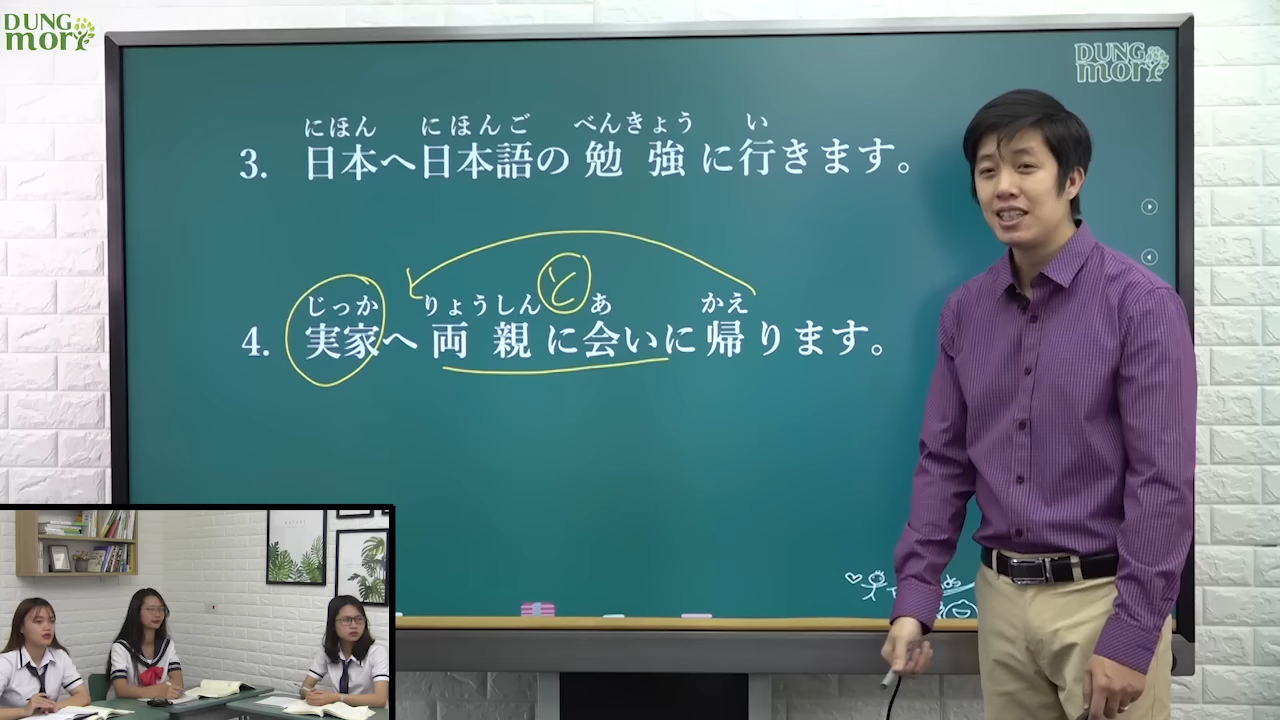 DUNG
mori
DUNG
mori
にほん にほんご べんきょう い
3. 日本へ日本語の勉強に行きます。
と
じっか りょうしん あ かえ
4. 実家へ両親に会いに帰ります。